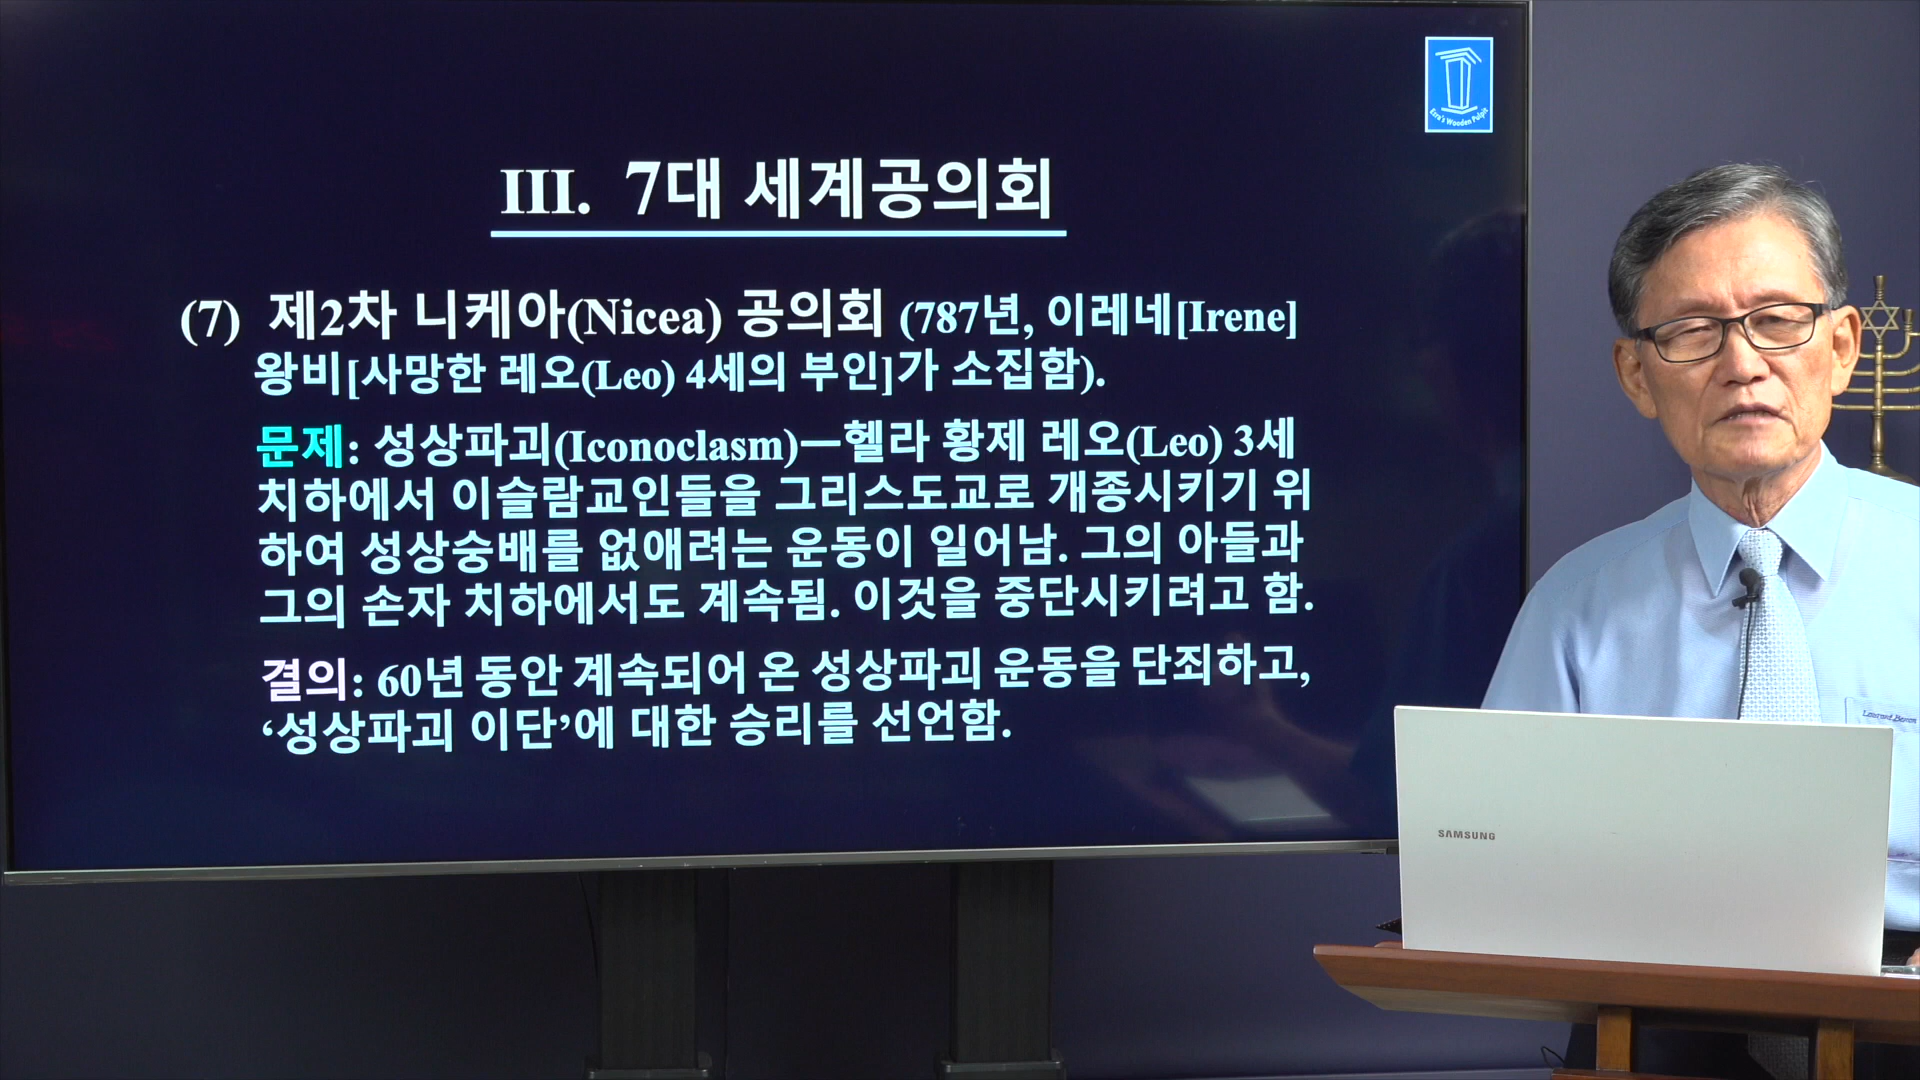 Ezra's Wooden Pulpit
III. 7대 세계공의회
(7) 제2차 니케아(Nicea) 공의회 (787년, 이레네[Irene]
왕비[사망한 레오(Leo) 4세의 부인]가 소집함).
문제: 성상파괴(Iconoclasm)—헬라 황제 레오(Leo) 3세
치하에서 이슬람교인들을 그리스도교로 개종시키기 위
하여 성상숭배를 없애려는 운동이 일어남. 그의 아들과
그의 손자 치하에서도 계속됨. 이것을 중단시키려고 함.
결의: 60년 동안 계속되어 온 성상파괴 운동을 단죄하고,
‘성상파괴 이단’에 대한 승리를 선언함.
SAMSUNG